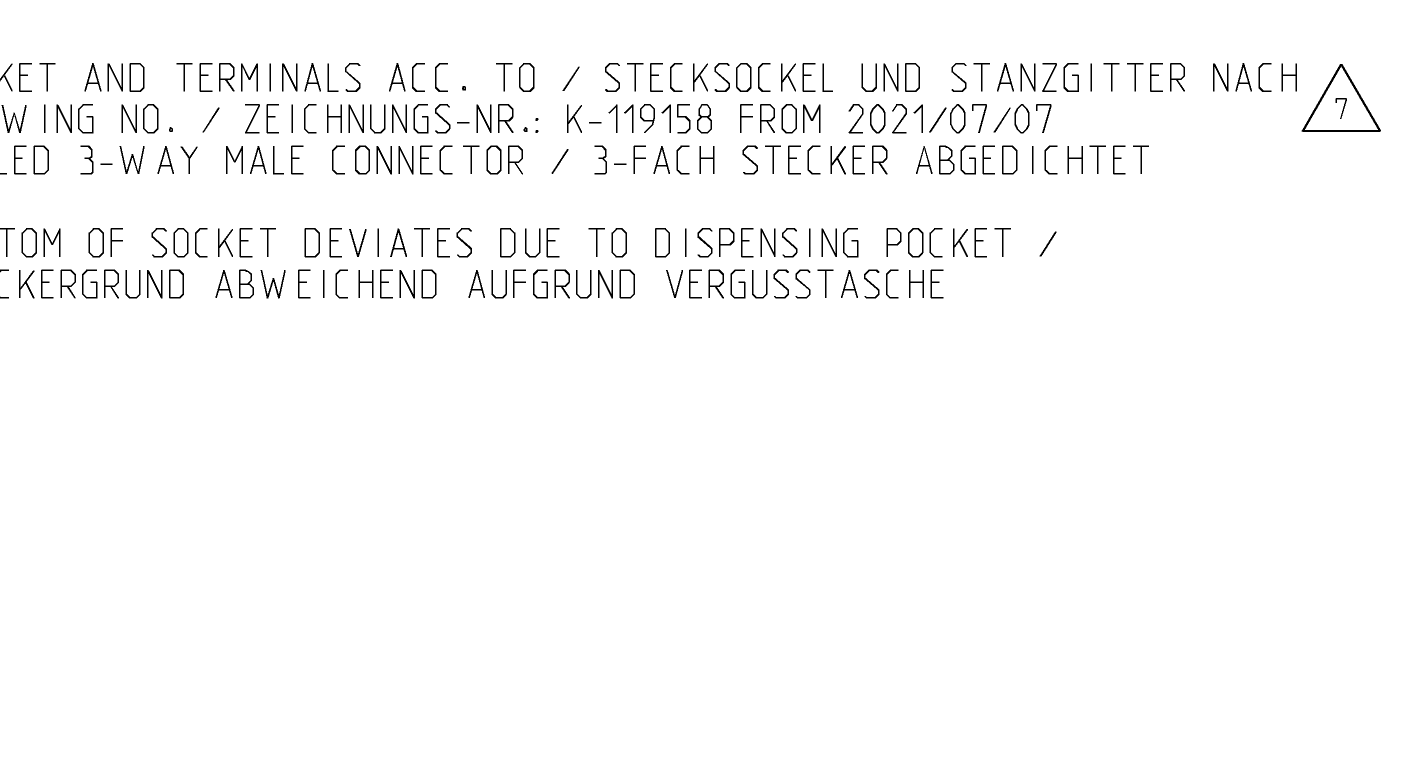 KET AND TERMINALS ACC. TO / STECKSOCKEL UND STANZGITTER NACH 7
WING NO. / ZEICHNUNGS-NR.: K-119158 FROM 2021/07/07
LED 3-WAY MALE CONNECTOR / 3-FACH STECKER ABGEDICHTET
TOM OF SOCKET DEVIATES DUE TO DISPENSING POCKET /
CKERGRUND ABWEICHEND AUFGRUND VERGUSSTASCHE